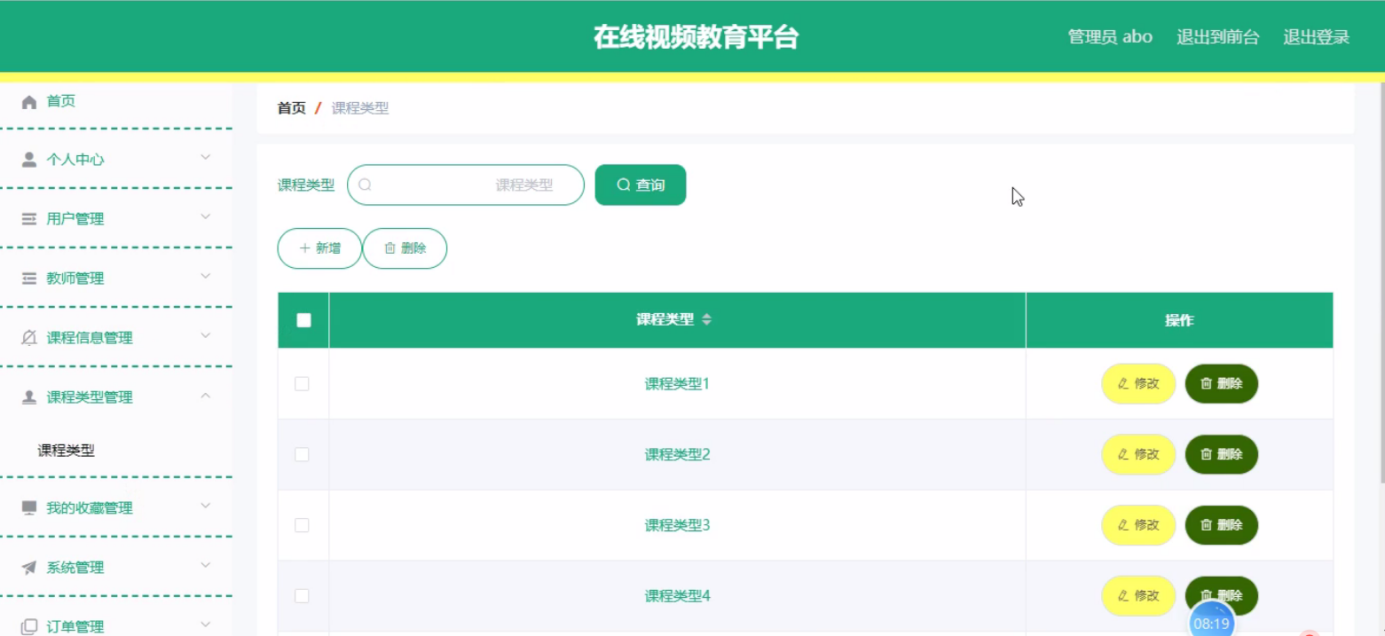 在线视频教育平台
管理员 abo 退出到前台 退出登录
首页
个人中心
用户管理
教师管理
课程信息管理
课程类型管理
课程类型
我的收藏管理
系统管理
订单管理
首页 / 课程类型
课程类型 课程类型 查询
新增 删除
课程类型 操作
课程类型1 修改 删除
课程类型2 修改 删除
课程类型3 修改 删除
课程类型4 修改 删除
08:19